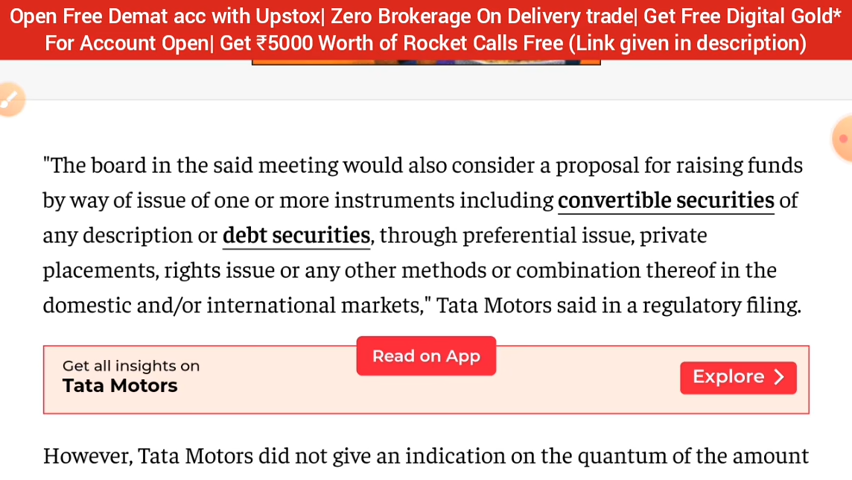 Open Free Demat acc with Upstox| Zero Brokerage On Delivery trade| Get Free Digital Gold*
For Account Open| Get ₹5000 Worth of Rocket Calls Free (Link given in description)
"The board in the said meeting would also consider a proposal for raising funds
by way of issue of one or more instruments including convertible securities of
any description or debt securities, through preferential issue, private
placements, rights issue or any other methods or combination thereof in the
domestic and/or international markets," Tata Motors said in a regulatory filing.
Read on App
Get all insights on
Tata Motors
Explore
However, Tata Motors did not give an indication on the quantum of the amount